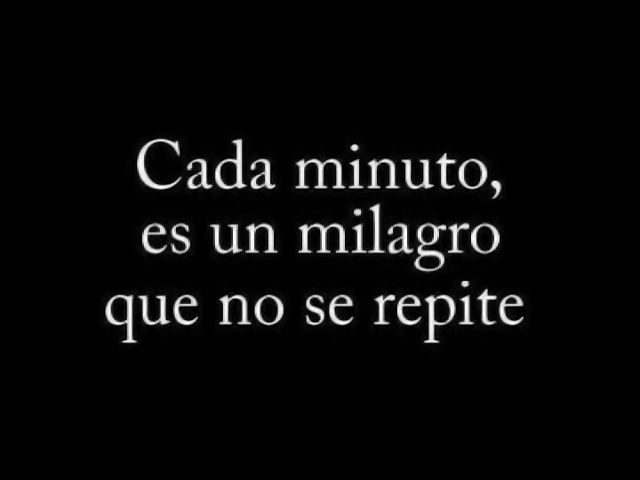 Cada minuto,
es un milagro
que no se repite